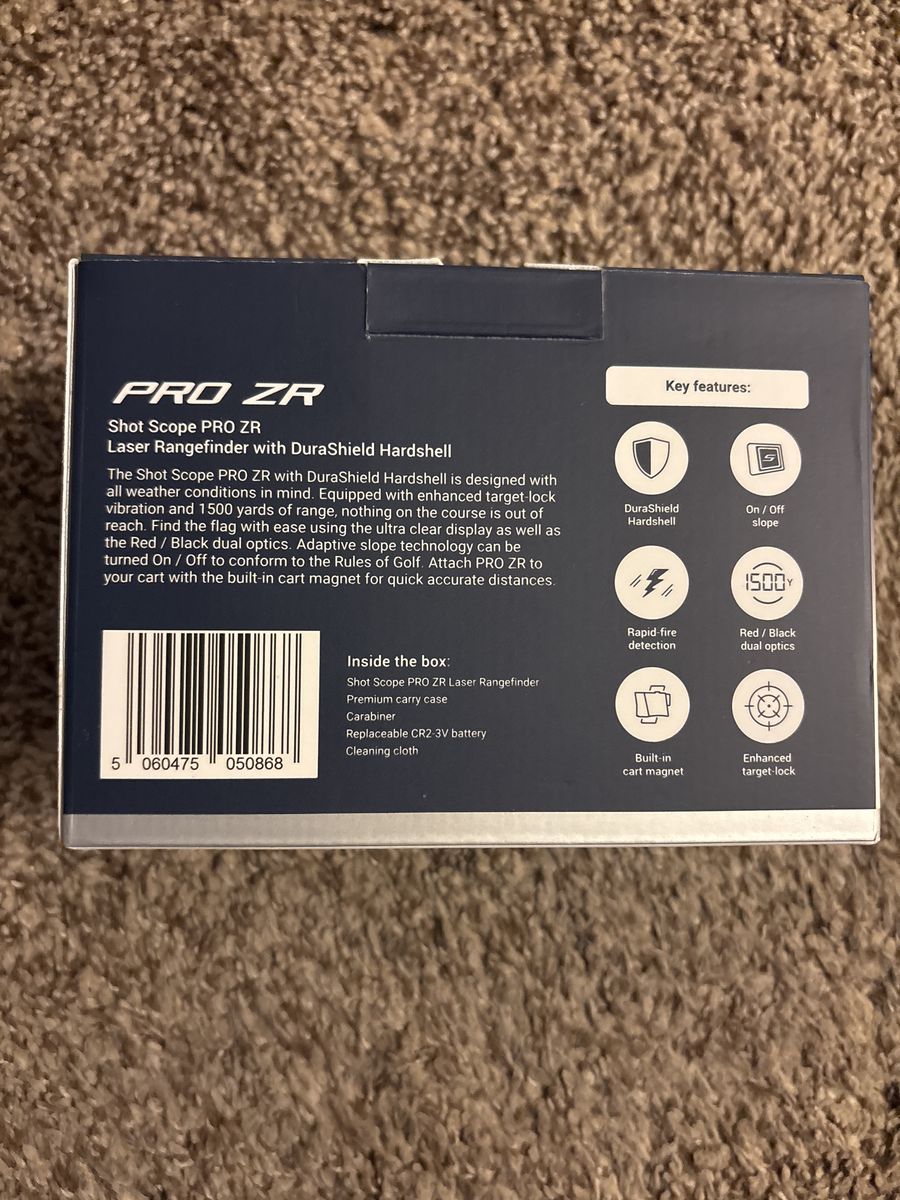 PRO ZR
Shot Scope PRO ZR
Laser Rangefinder with DuraShield Hardshell
The Shot Scope PRO ZR with DuraShield Hardshell is designed with
all weather conditions in mind. Equipped with enhanced target-lock
vibration and 1500 yards of range, nothing on the course is out of
reach. Find the flag with ease using the ultra clear display as well as
the Red / Black dual optics. Adaptive slope technology can be
turned On / Off to conform to the Rules of Golf. Attach PRO ZR to
your cart with the built-in cart magnet for quick accurate distances.
5 060475 050868
Inside the box:
Shot Scope PRO ZR Laser Rangefinder
Premium carry case
Carabiner
Replaceable CR2-3V battery
Cleaning cloth
Key features:
DuraShield
Hardshell
S
On / Off
slope
Rapid-fire
detection
1500Y
Red / Black
dual optics
Built-in
cart magnet
Enhanced
target-lock